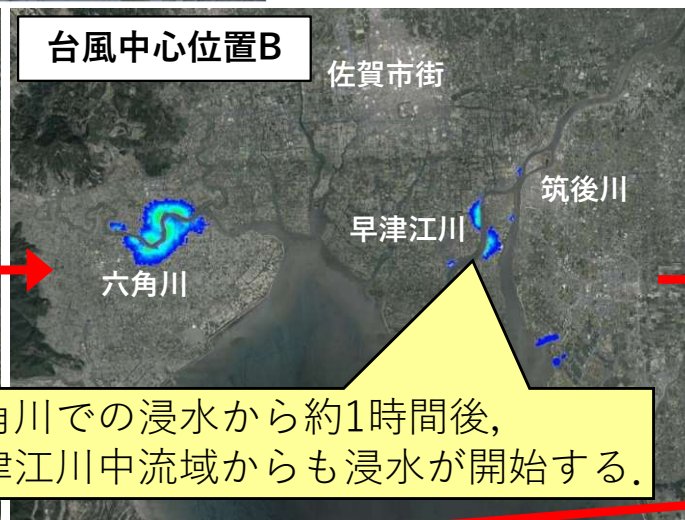 台風中心位置B
佐賀市街
筑後川
早津江川
六角川
角川での浸水から約1時間後,
津江川中流域からも浸水が開始する.